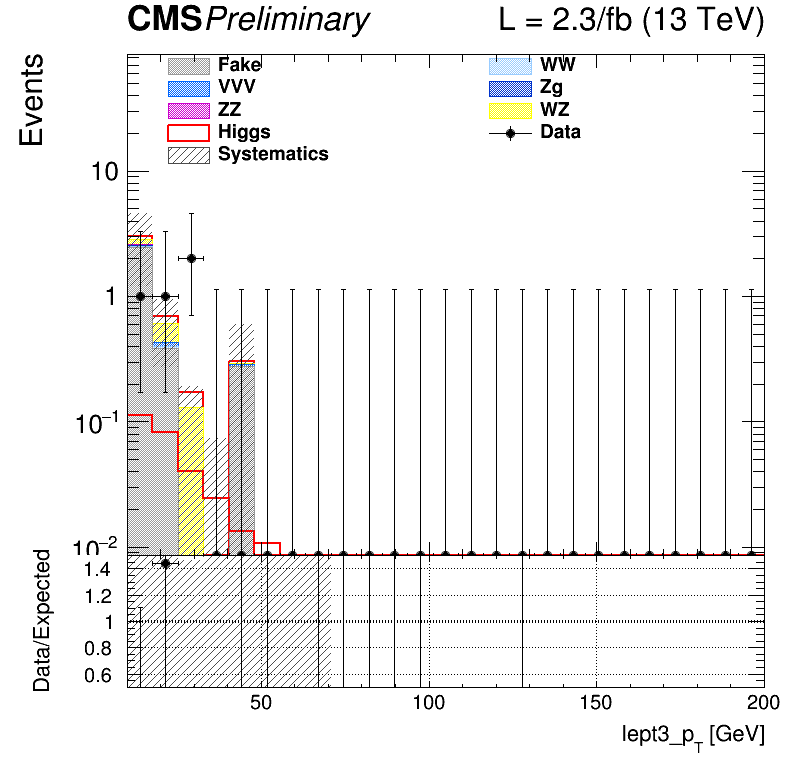 CMS Preliminary L = 2.3/fb (13 TeV)
Events
Fake WW
VVV Zg
ZZ WZ
Higgs Data
Systematics
10
1
10⁻¹
10⁻²
Data/Expected
1.4
1.2
1
0.8
0.6
50 100 150 200
lept3_p_T [GeV]